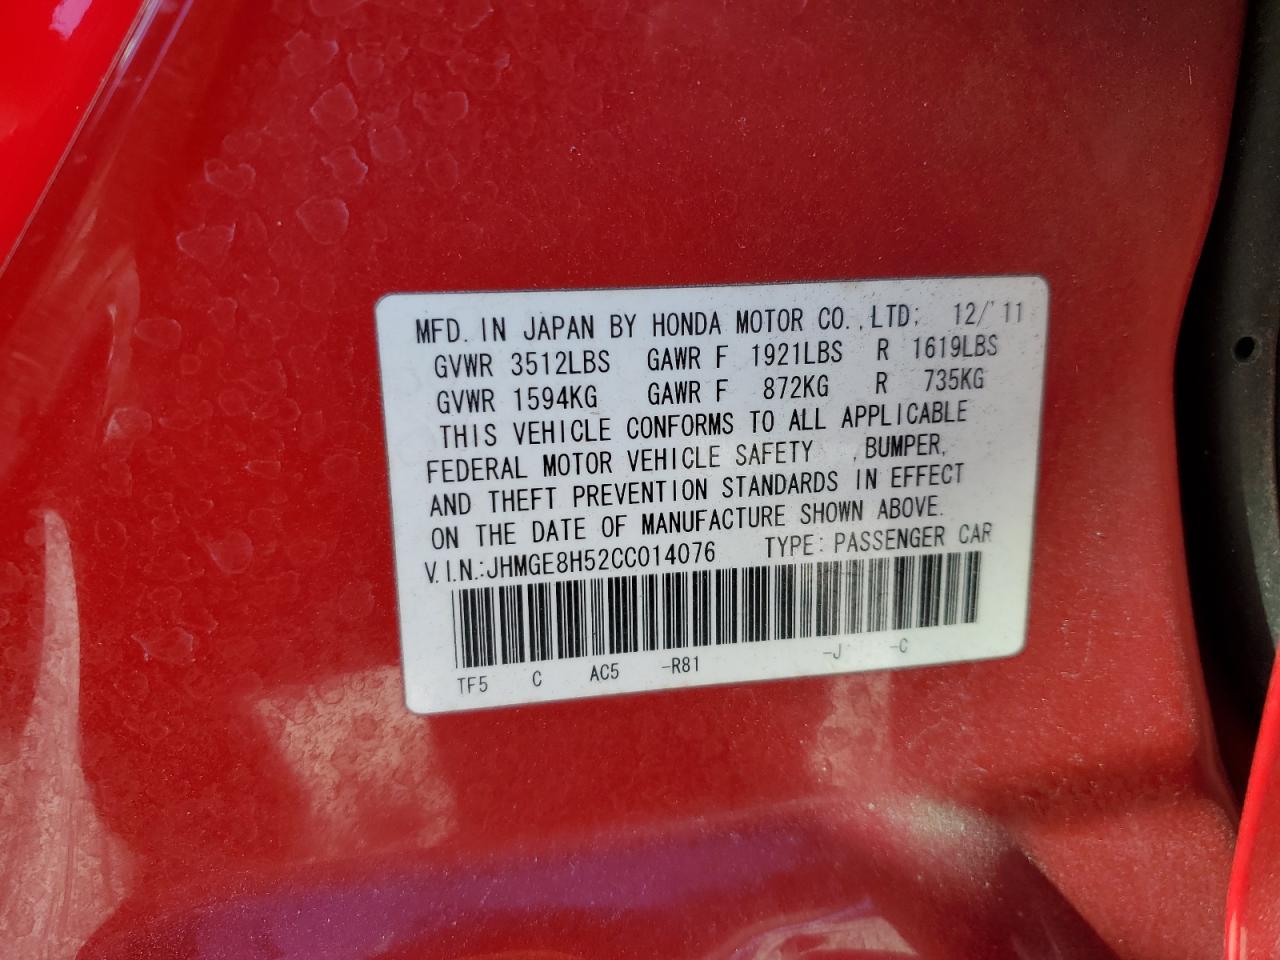 MFD. IN JAPAN BY HONDA MOTOR CO.,LTD; 12/'11
GVWR 3512LBS GAWR F 1921LBS R 1619LBS
GVWR 1594KG GAWR F 872KG R 735KG
THIS VEHICLE CONFORMS TO ALL APPLICABLE
FEDERAL MOTOR VEHICLE SAFETY ,BUMPER,
AND THEFT PREVENTION STANDARDS IN EFFECT
ON THE DATE OF MANUFACTURE SHOWN ABOVE.
V.I.N.:JHMGE8H52CC014076 TYPE:PASSENGER CAR
TF5 C AC5 -R81 -J -C